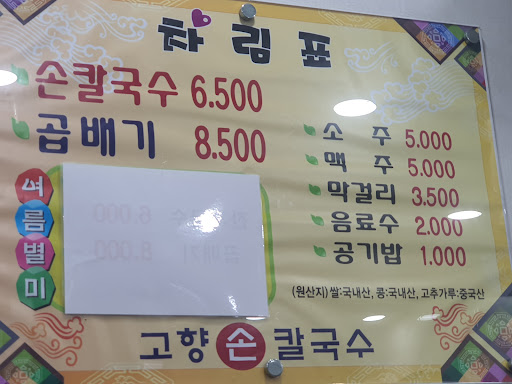 차림표
손칼국수 6.500
곱배기 8.500
여름별미
소주 5.000
맥주 5.000
막걸리 3.500
음료수 2.000
공기밥 1.000
(원산지)쌀:국내산, 콩:국내산, 고추가루:중국산
고향손칼국수